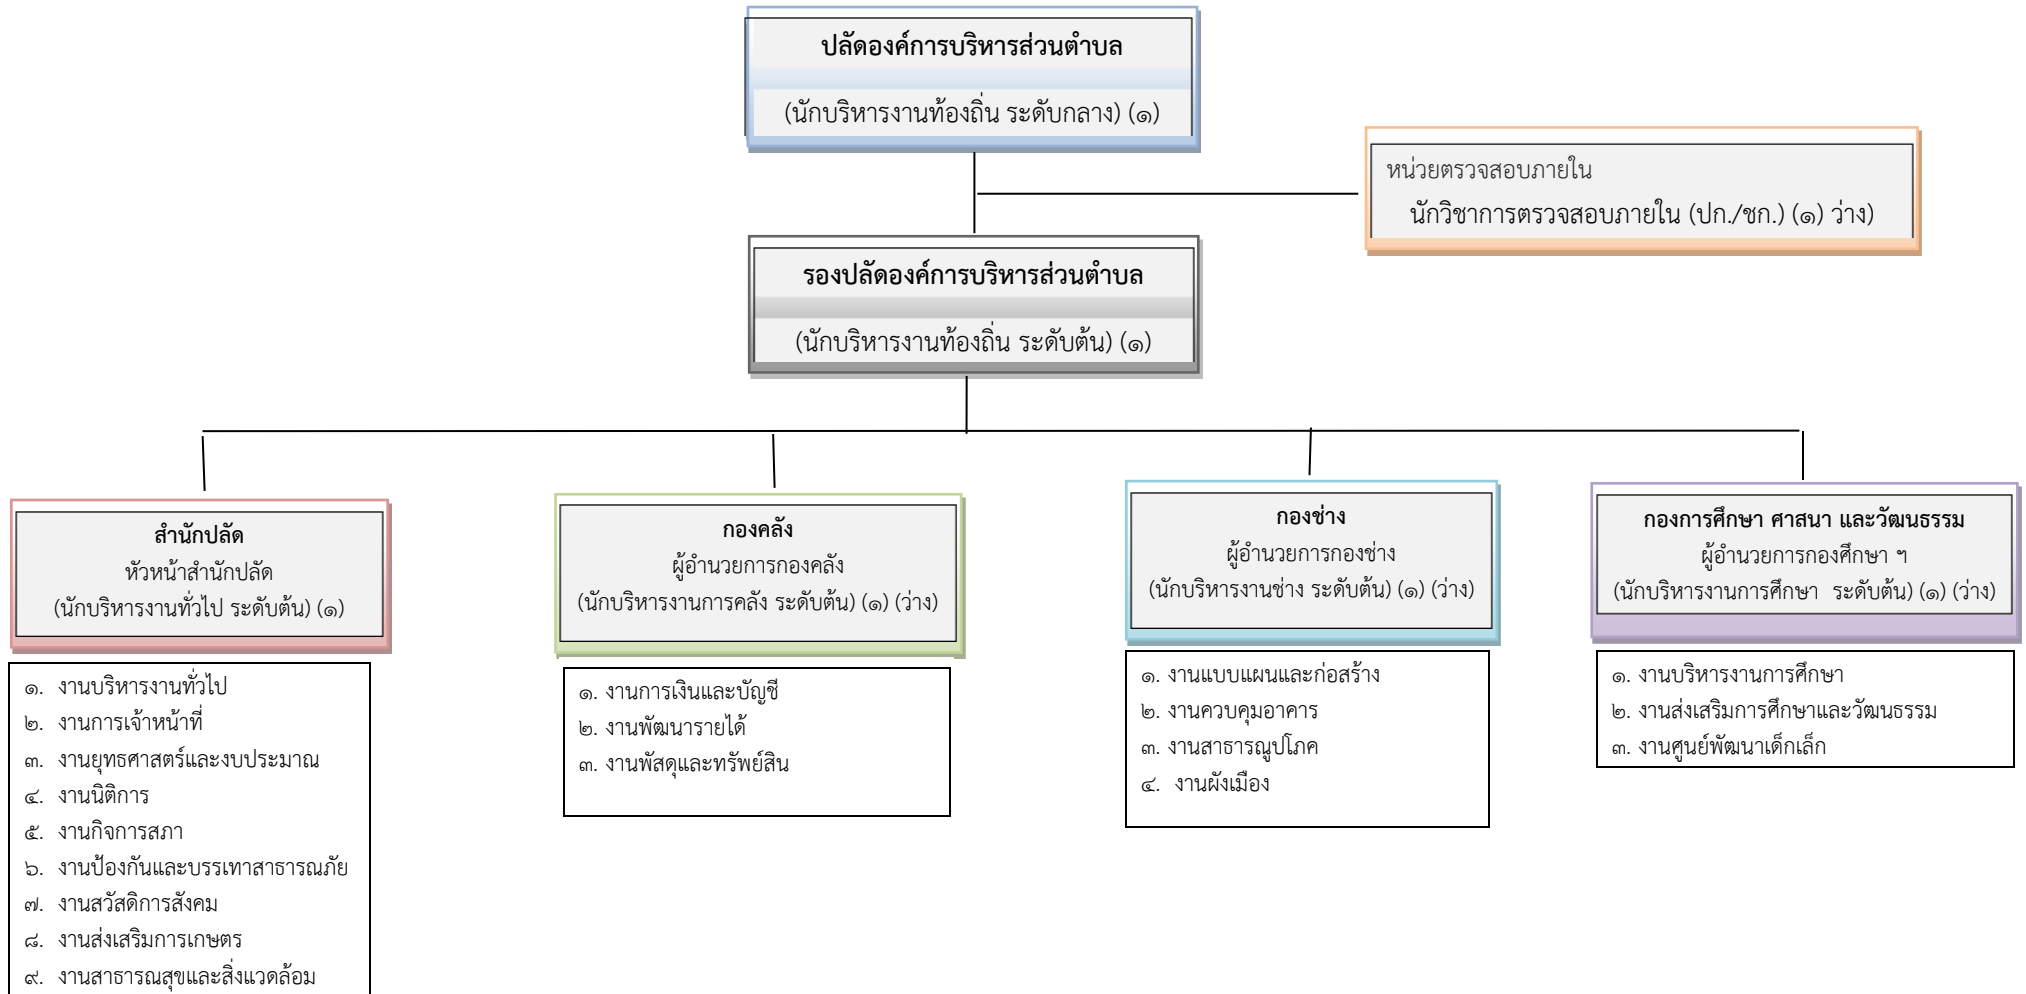 ปลัดองค์การบริหารส่วนตำบล
(นักบริหารงานท้องถิ่น ระดับกลาง) (๑)
หน่วยตรวจสอบภายใน
นักวิชาการตรวจสอบภายใน (ปก./ชก.) (๑) ว่าง)
รองปลัดองค์การบริหารส่วนตำบล
(นักบริหารงานท้องถิ่น ระดับต้น) (๑)
สำนักปลัด
หัวหน้าสำนักปลัด
(นักบริหารงานทั่วไป ระดับต้น) (๑)
๑. งานบริหารงานทั่วไป
๒. งานการเจ้าหน้าที่
๓. งานยุทธศาสตร์และงบประมาณ
๔. งานนิติการ
๕. งานกิจการสภา
๖. งานป้องกันและบรรเทาสาธารณภัย
๗. งานสวัสดิการสังคม
๘. งานส่งเสริมการเกษตร
๙. งานสาธารณสุขและสิ่งแวดล้อม
กองคลัง
ผู้อำนวยการกองคลัง
(นักบริหารงานการคลัง ระดับต้น) (๑) (ว่าง)
๑. งานการเงินและบัญชี
๒. งานพัฒนารายได้
๓. งานพัสดุและทรัพย์สิน
กองช่าง
ผู้อำนวยการกองช่าง
(นักบริหารงานช่าง ระดับต้น) (๑) (ว่าง)
๑. งานแบบแผนและก่อสร้าง
๒. งานควบคุมอาคาร
๓. งานสาธารณูปโภค
๔. งานผังเมือง
กองการศึกษา ศาสนา และวัฒนธรรม
ผู้อำนวยการกองศึกษา ฯ
(นักบริหารงานการศึกษา ระดับต้น) (๑) (ว่าง)
๑. งานบริหารงานการศึกษา
๒. งานส่งเสริมการศึกษาและวัฒนธรรม
๓. งานศูนย์พัฒนาเด็กเล็ก